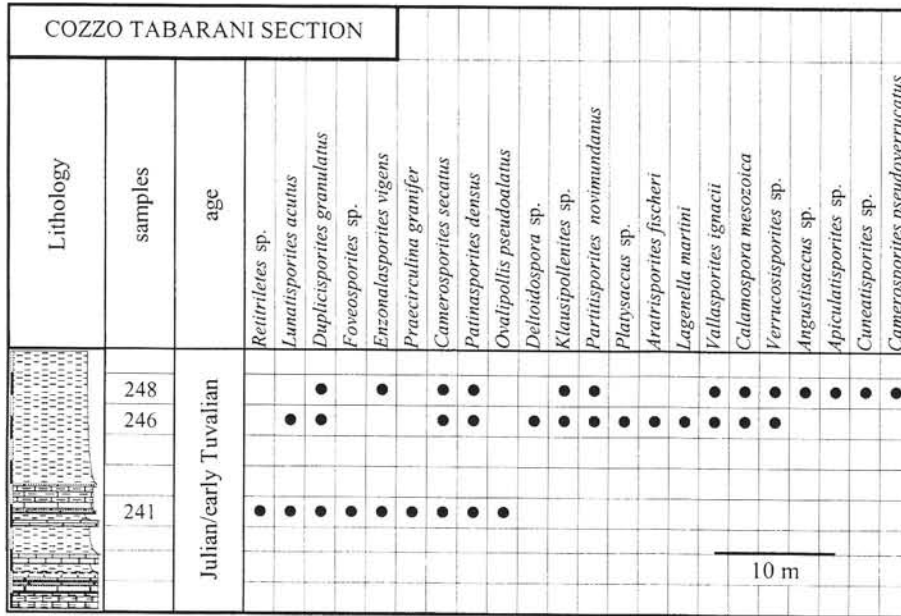 COZZO TABARANI SECTION
Lithology
samples
age
Retitriletes sp.
Lunatisporites acutus
Duplicisporites granulatus
Foveosporites sp.
Enzonalasporites vigens
Praecirculina granifer
Camerosporites secatus
Patinasporites densus
Ovalipollis pseudoalatus
Deltoidospora sp.
Klausipollenites sp.
Partitisporites novimundanus
Platysaccus sp.
Aratrisporites fischeri
Lagenella martini
Vallasporites ignacii
Calamospora mesozoica
Verrucosisporites sp.
Angustisaccus sp.
Apiculatisporites sp.
Cuneatisporites sp.
Camerosporites pseudoverrucatus
248
246
241
Julian/early Tuvalian
10 m